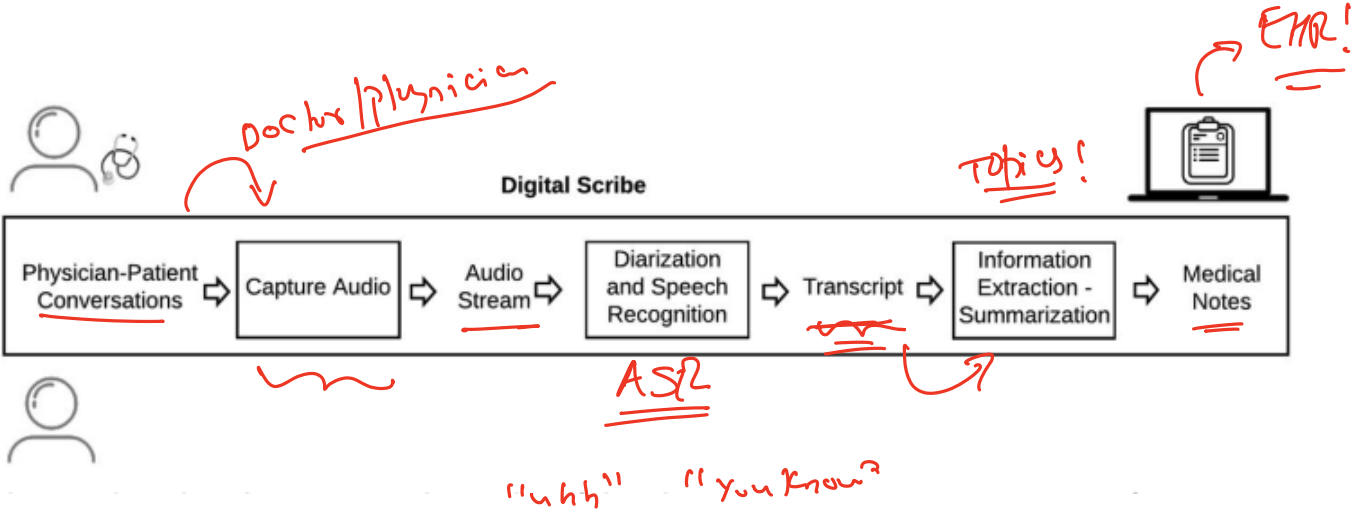 EHR!
Doctor/Physician
Topics!
Digital Scribe
Physician-Patient
Conversations
Capture Audio
Audio
Stream
Diarization
and Speech
Recognition
Transcript
Information
Extraction -
Summarization
Medical
Notes
ASR
"uhh" "you know"